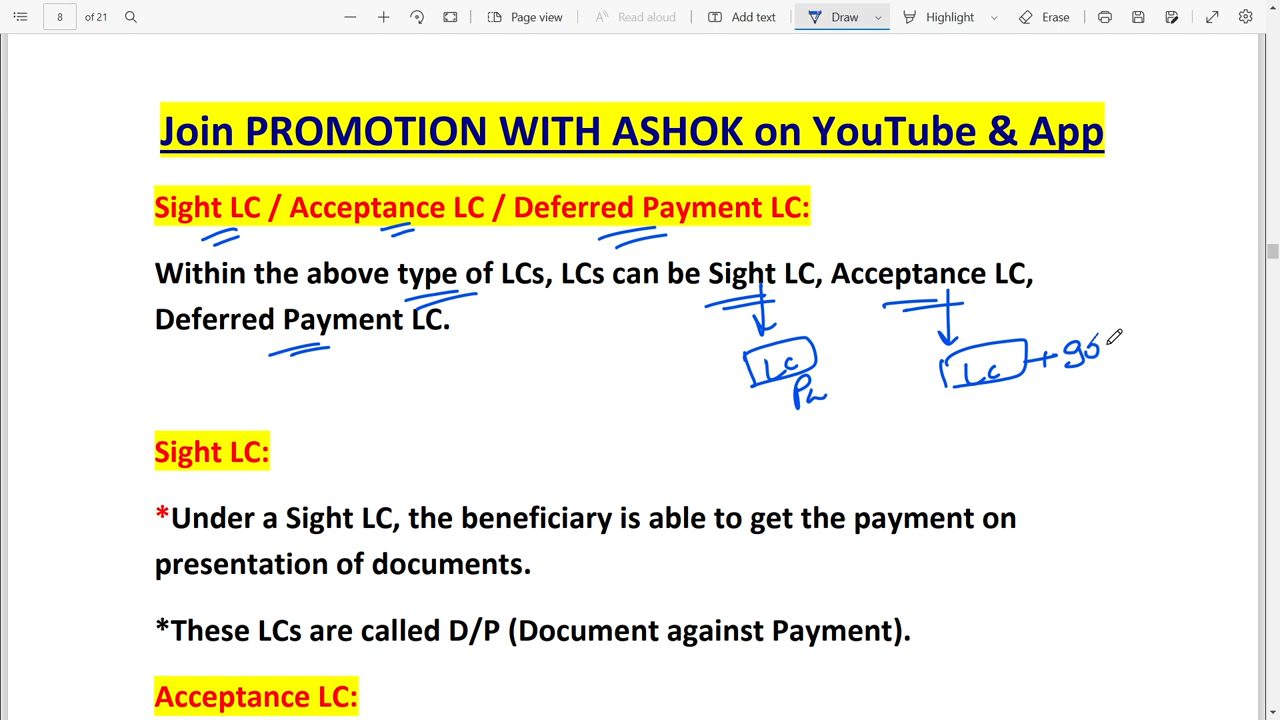 8 of 21 Page view Read aloud Add text Draw Highlight Erase
Join PROMOTION WITH ASHOK on YouTube & App
Sight LC / Acceptance LC / Deferred Payment LC:
Within the above type of LCs, LCs can be Sight LC, Acceptance LC,
Deferred Payment LC.
LC LC +
Sight LC:
*Under a Sight LC, the beneficiary is able to get the payment on
presentation of documents.
*These LCs are called D/P (Document against Payment).
Acceptance LC: